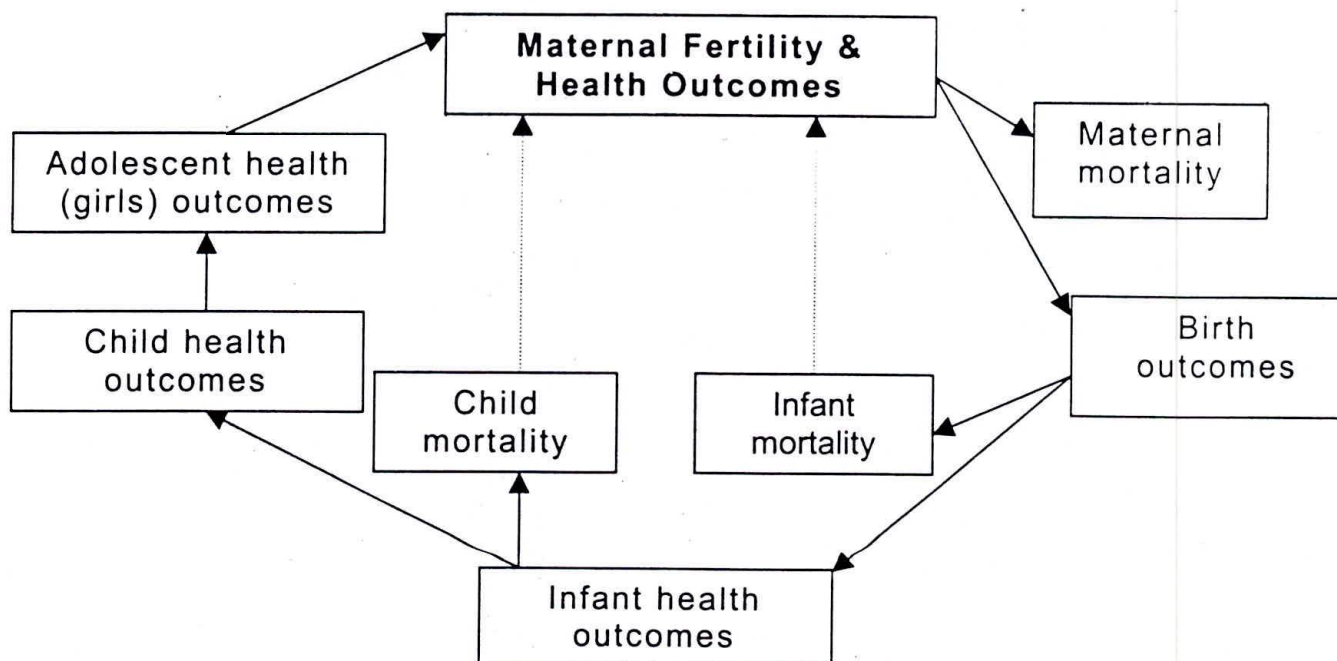 Maternal Fertility &
Health Outcomes
Maternal
mortality
Adolescent health
(girls) outcomes
Child health
outcomes
Birth
outcomes
Child
mortality
Infant
mortality
Infant health
outcomes